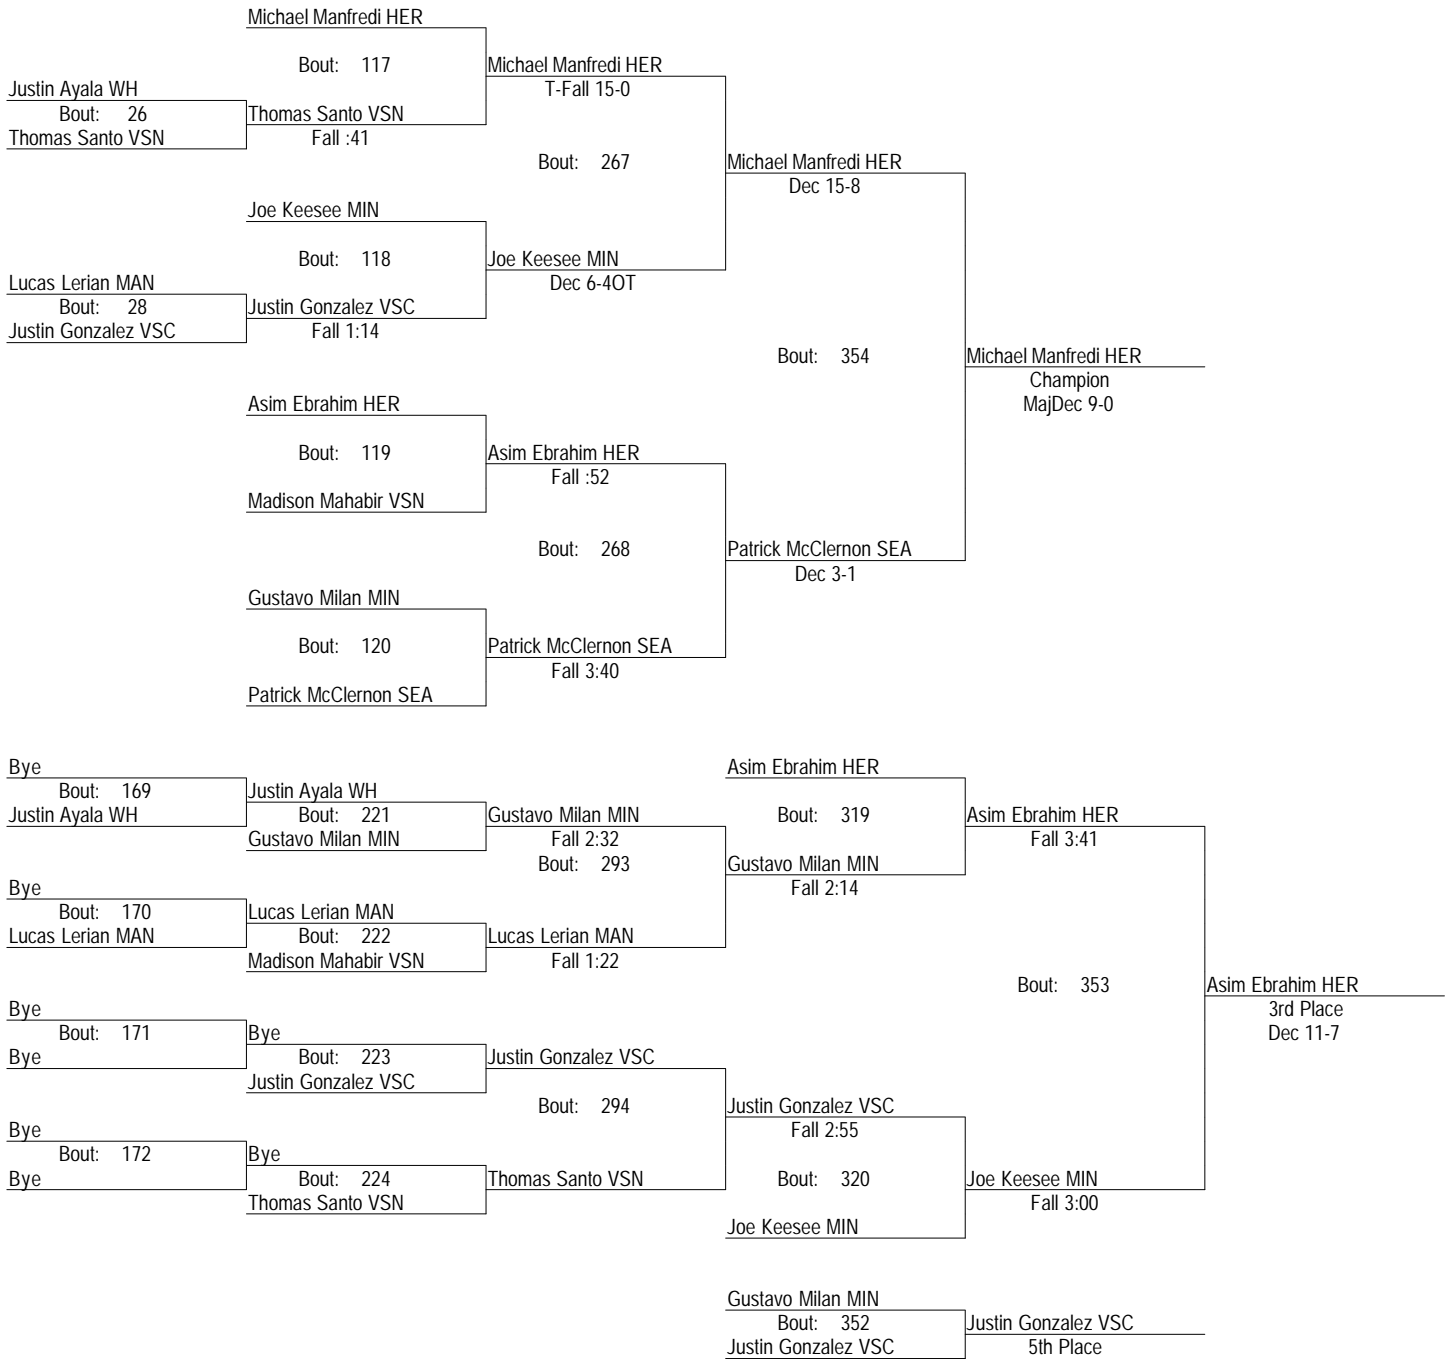 Michael Manfredi HER
Bout: 117
Michael Manfredi HER
Justin Ayala WH
T-Fall 15-0
Bout: 26
Thomas Santo VSN
Thomas Santo VSN
Fall :41
Bout: 267
Michael Manfredi HER
Dec 15-8
Joe Keesee MIN
Bout: 118
Joe Keesee MIN
Lucas Lerian MAN
Dec 6-4OT
Bout: 28
Justin Gonzalez VSC
Justin Gonzalez VSC
Fall 1:14
Bout: 354
Michael Manfredi HER
Champion
MajDec 9-0
Asim Ebrahim HER
Bout: 119
Asim Ebrahim HER
Fall :52
Madison Mahabir VSN
Bout: 268
Patrick McClernon SEA
Dec 3-1
Gustavo Milan MIN
Bout: 120
Patrick McClernon SEA
Fall 3:40
Patrick McClernon SEA
Bye
Asim Ebrahim HER
Bout: 169
Justin Ayala WH
Justin Ayala WH
Bout: 221
Gustavo Milan MIN
Bout: 319
Asim Ebrahim HER
Gustavo Milan MIN
Fall 2:32
Fall 3:41
Bout: 293
Gustavo Milan MIN
Bye
Fall 2:14
Bout: 170
Lucas Lerian MAN
Lucas Lerian MAN
Bout: 222
Lucas Lerian MAN
Madison Mahabir VSN
Fall 1:22
Bout: 353
Asim Ebrahim HER
Bye
3rd Place
Bout: 171
Bye
Dec 11-7
Bye
Bout: 223
Justin Gonzalez VSC
Justin Gonzalez VSC
Bout: 294
Justin Gonzalez VSC
Bye
Fall 2:55
Bout: 172
Bye
Bye
Bout: 224
Thomas Santo VSN
Bout: 320
Joe Keesee MIN
Thomas Santo VSN
Fall 3:00
Joe Keesee MIN
Gustavo Milan MIN
Bout: 352
Justin Gonzalez VSC
Justin Gonzalez VSC
5th Place